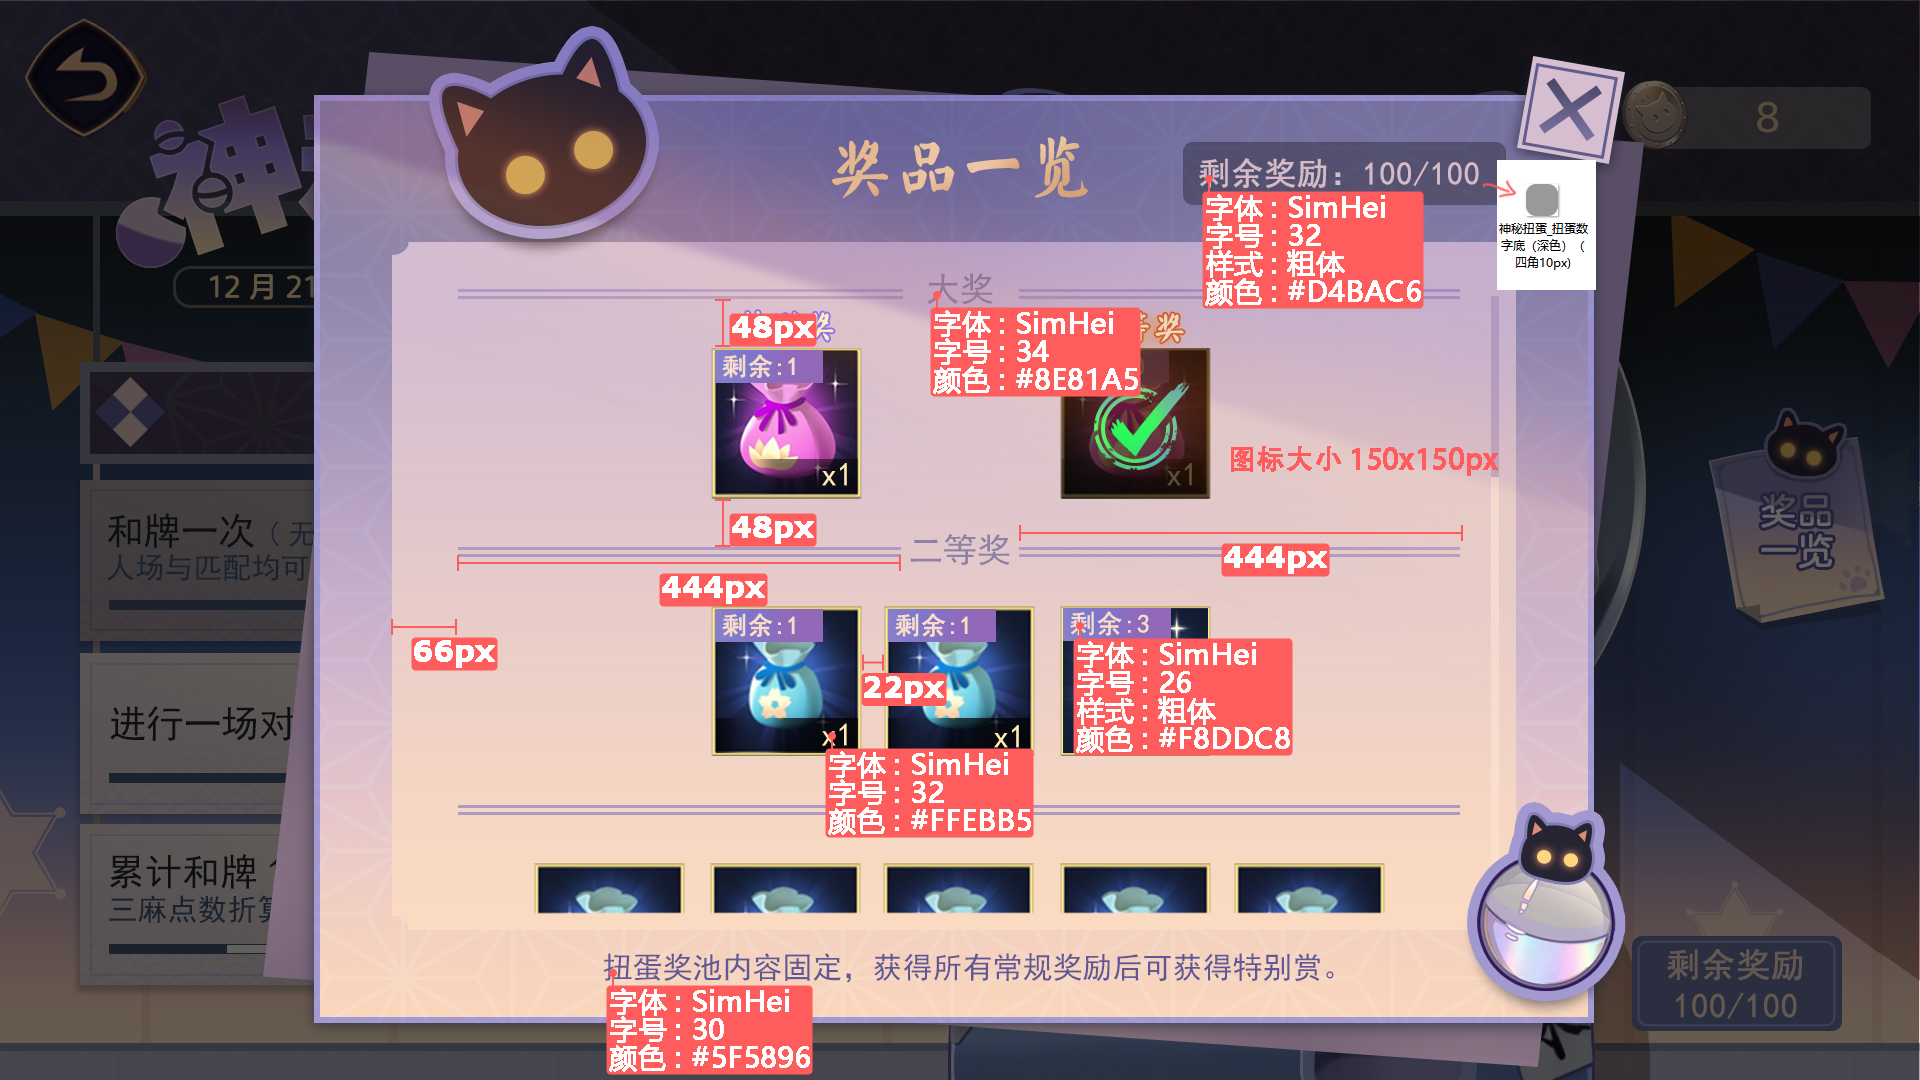 神
8
12 月 21
奖品一览
剩余奖励：100/100
字体：SimHei
字号：32
样式：粗体
颜色：#D4BAC6
神秘扭蛋_扭蛋数
字底（深色）（
四角10px)
大奖
字体：SimHei
字号：34
颜色：#8E81A5
48px
奖
等奖
剩余:1
x1
x1
图标大小 150x150px
48px
二等奖
444px
444px
和牌一次（无
人场与匹配均可
66px
剩余:1
剩余:1
剩余:3
字体：SimHei
字号：26
样式：粗体
颜色：#F8DDC8
22px
x1
x1
字体：SimHei
字号：32
颜色：#FFEBB5
进行一场对
累计和牌
三麻点数折算
奖品
一览
扭蛋奖池内容固定，获得所有常规奖励后可获得特别赏。
字体：SimHei
字号：30
颜色：#5F5896
剩余奖励
100/100